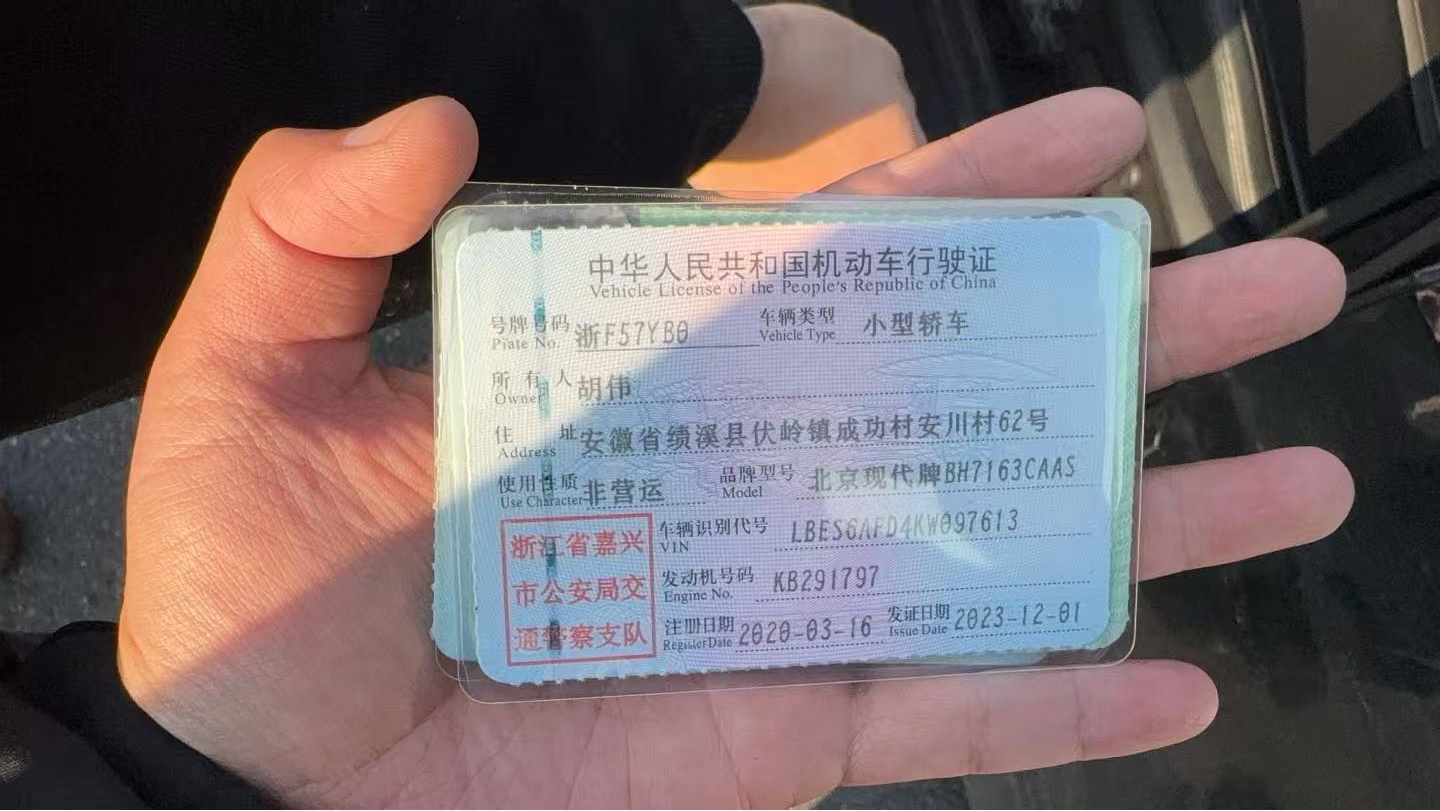 中华人民共和国机动车行驶证
Vehicle License of the People's Republic of China
号牌号码 浙F57YB0 车辆类型 小型轿车
Plate No. Vehicle Type
所有人 胡伟
Owner
住址 安徽省绩溪县伏岭镇成功村安川村62号
Address
使用性质 非营运 品牌型号 北京现代牌BH7163CAAS
Use Character Model
浙江省嘉兴
市公安局交
通警察支队
车辆识别代号 LBES6AFD4KW097613
VIN
发动机号码 KB291797
Engine No.
注册日期 2020-03-16 发证日期 2023-12-01
Register Date Issue Date